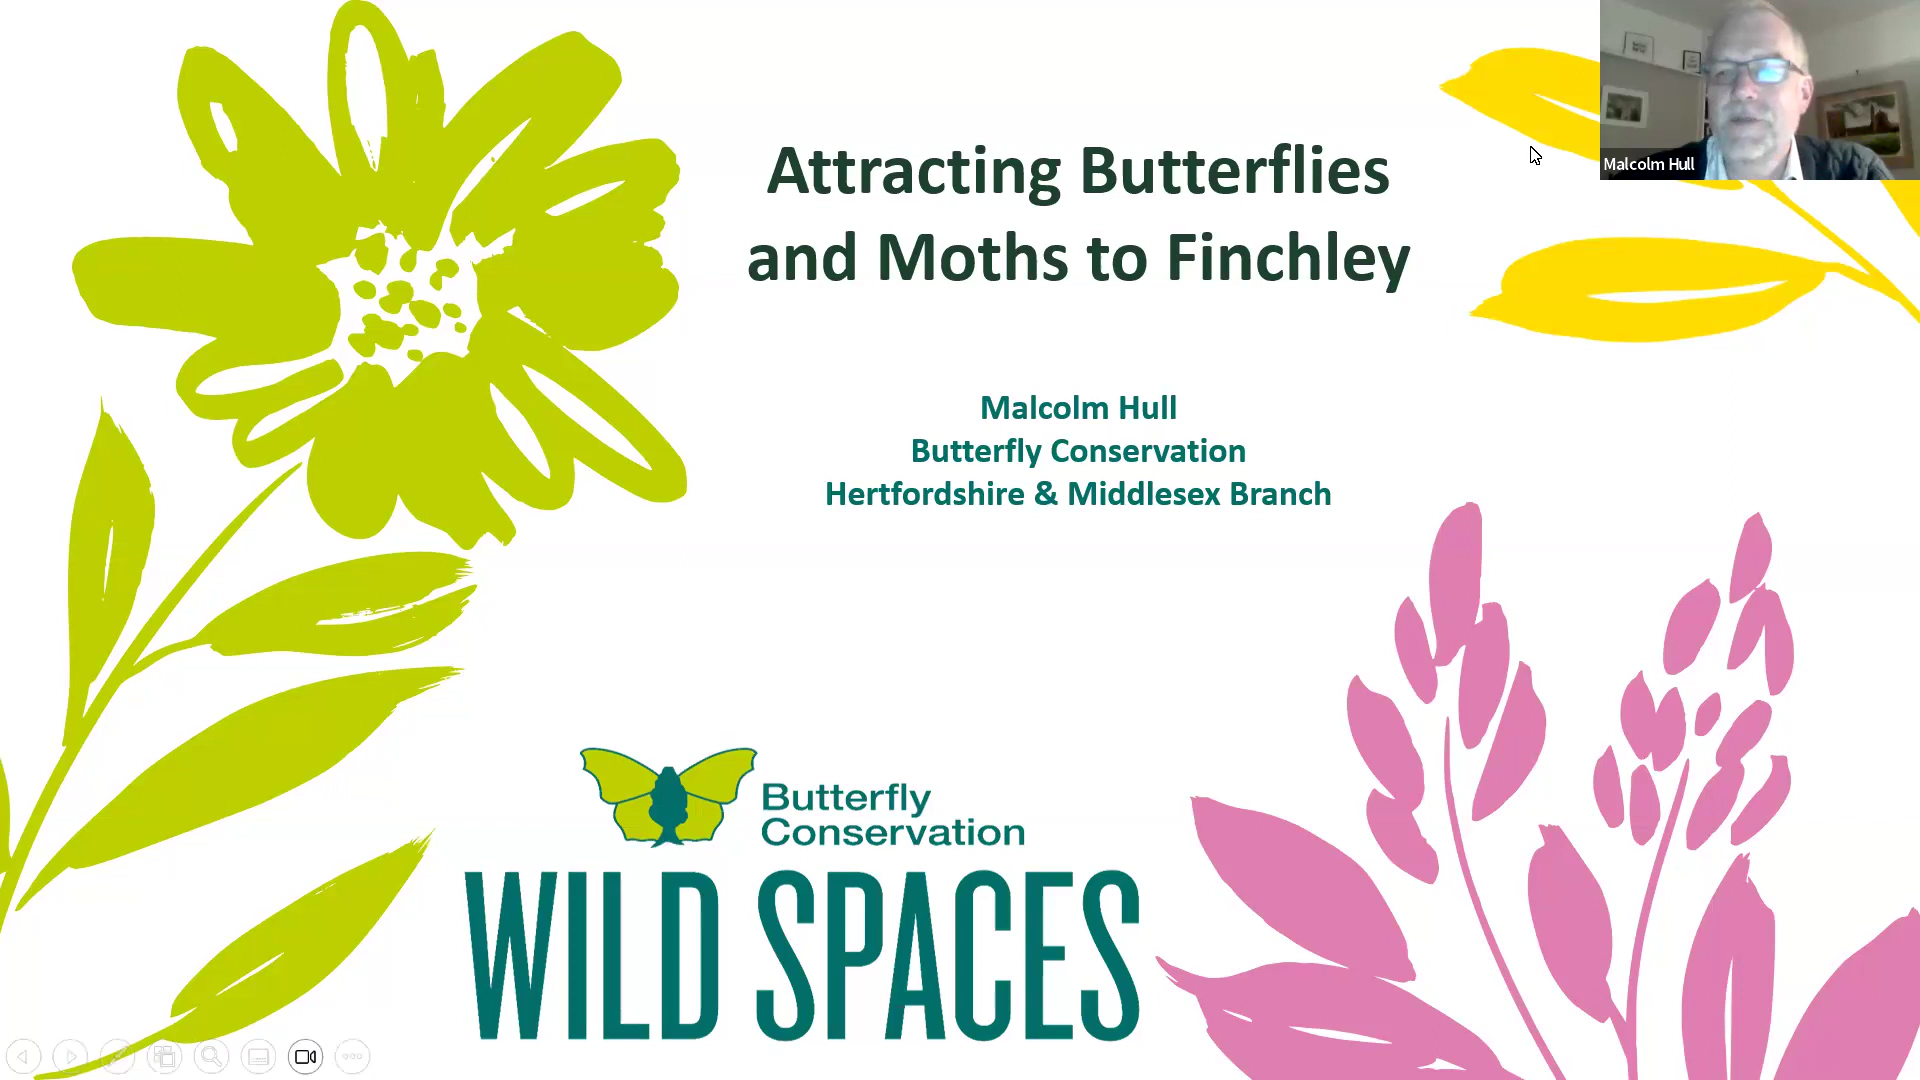 Attracting Butterflies
and Moths to Finchley
Malcolm Hull
Malcolm Hull
Butterfly Conservation
Hertfordshire & Middlesex Branch
Butterfly
Conservation
WILD SPACES